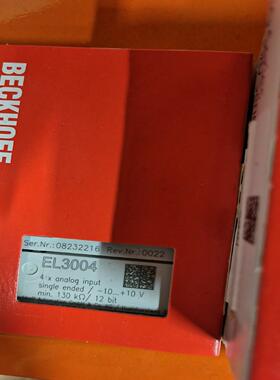 BECKHOFF
Ser.Nr.:08232216 Rev.Nr.:0022
EL3004
4 x analog input
single ended / -10...+10 V
min. 130 kΩ/ 12 bit